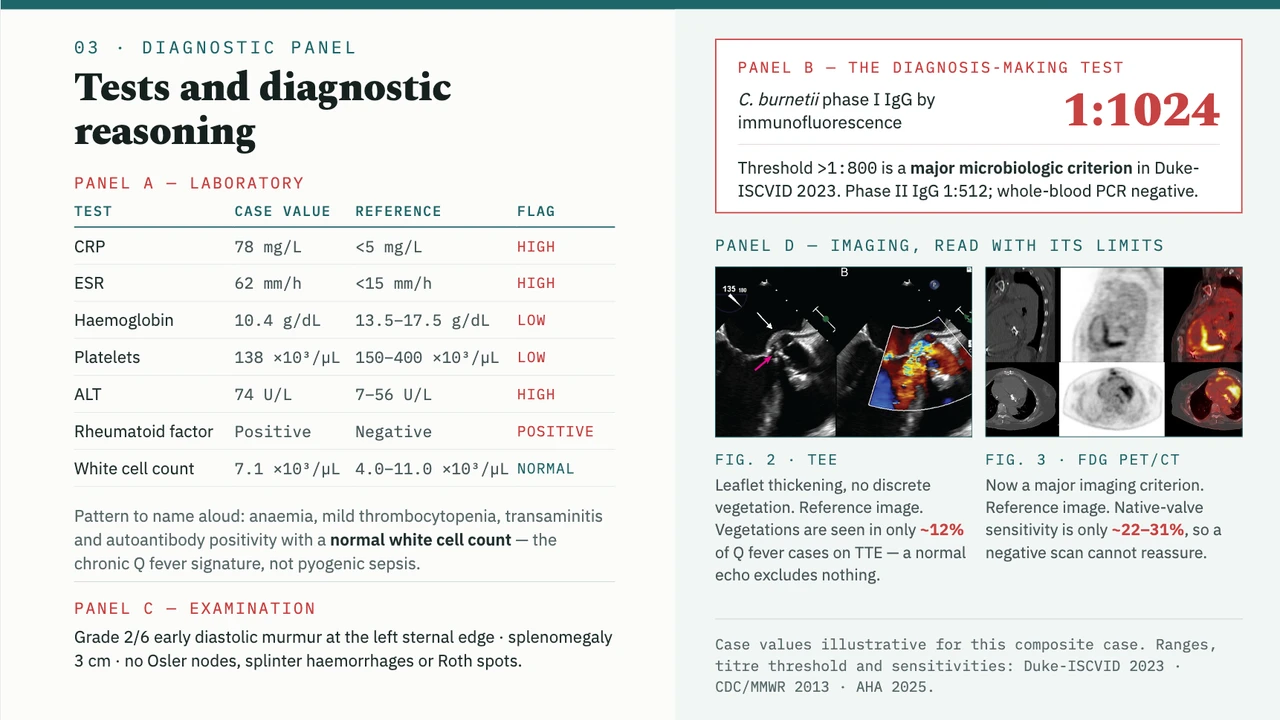 03 · DIAGNOSTIC PANEL
Tests and diagnostic
reasoning
PANEL A — LABORATORY
TEST CASE VALUE REFERENCE FLAG
CRP 78 mg/L <5 mg/L HIGH
ESR 62 mm/h <15 mm/h HIGH
Haemoglobin 10.4 g/dL 13.5–17.5 g/dL LOW
Platelets 138 ×10³/µL 150–400 ×10³/µL LOW
ALT 74 U/L 7–56 U/L HIGH
Rheumatoid factor Positive Negative POSITIVE
White cell count 7.1 ×10³/µL 4.0–11.0 ×10³/µL NORMAL
Pattern to name aloud: anaemia, mild thrombocytopenia, transaminitis
and autoantibody positivity with a normal white cell count — the
chronic Q fever signature, not pyogenic sepsis.
PANEL C — EXAMINATION
Grade 2/6 early diastolic murmur at the left sternal edge · splenomegaly
3 cm · no Osler nodes, splinter haemorrhages or Roth spots.
PANEL B — THE DIAGNOSIS-MAKING TEST
C. burnetii phase I IgG by
immunofluorescence
1:1024
Threshold >1:800 is a major microbiologic criterion in Duke-
ISCVID 2023. Phase II IgG 1:512; whole-blood PCR negative.
PANEL D — IMAGING, READ WITH ITS LIMITS
B
135 180
FIG. 2 · TEE
Leaflet thickening, no discrete
vegetation. Reference image.
Vegetations are seen in only ~12%
of Q fever cases on TTE — a normal
echo excludes nothing.
FIG. 3 · FDG PET/CT
Now a major imaging criterion.
Reference image. Native-valve
sensitivity is only ~22–31%, so a
negative scan cannot reassure.
Case values illustrative for this composite case. Ranges,
titre threshold and sensitivities: Duke-ISCVID 2023 ·
CDC/MMWR 2013 · AHA 2025.